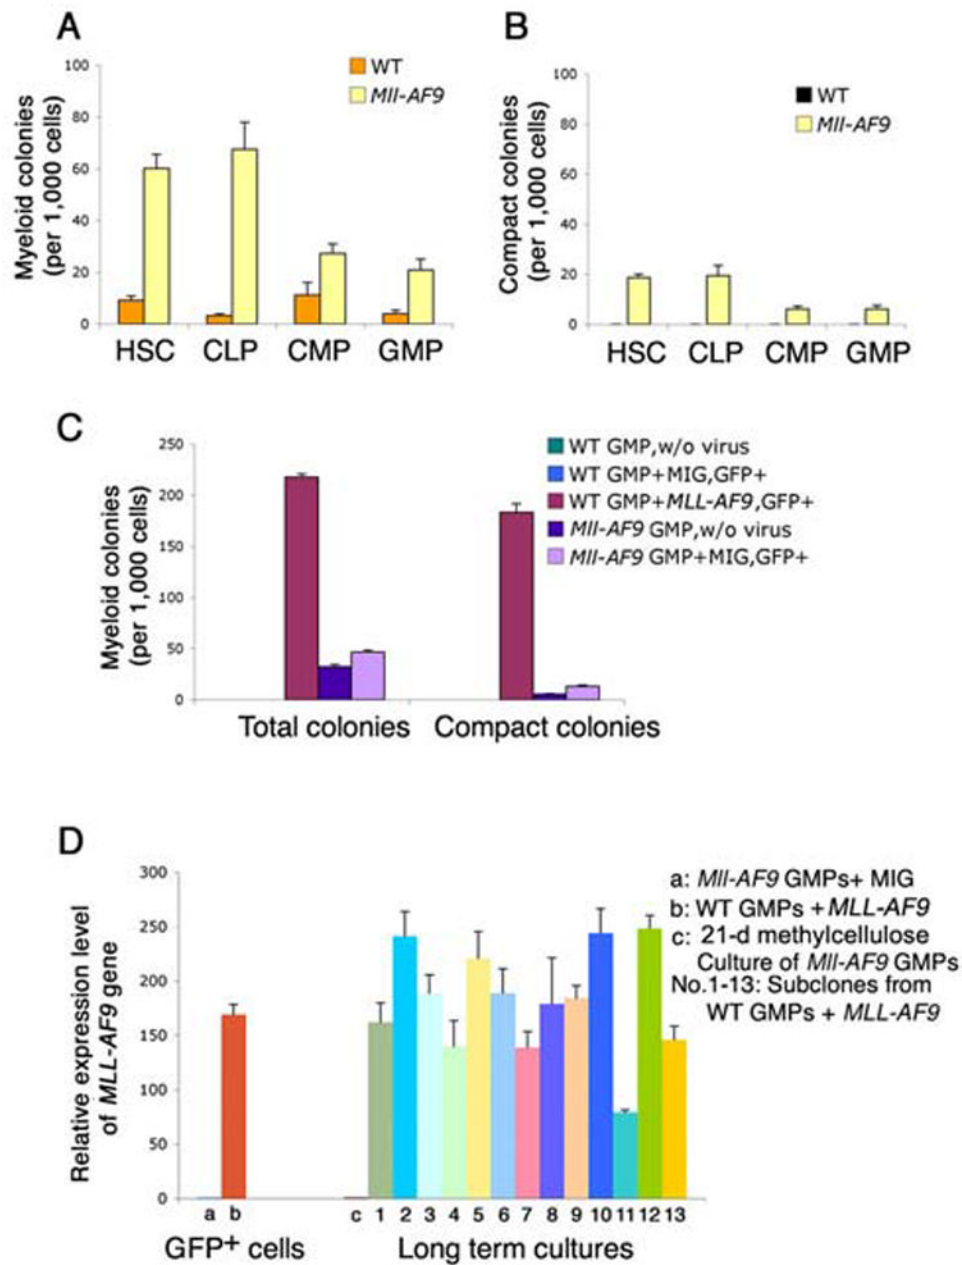 A
Myeloid colonies
(per 1,000 cells)
100
80
60
40
20
0
WT
Mll-AF9
HSC CLP CMP GMP
B
Compact colonies
(per 1,000 cells)
100
80
60
40
20
0
WT
Mll-AF9
HSC CLP CMP GMP
C
Myeloid colonies
(per 1,000 cells)
250
200
150
100
50
0
WT GMP,w/o virus
WT GMP+MIG,GFP+
WT GMP+MLL-AF9,GFP+
Mll-AF9 GMP,w/o virus
Mll-AF9 GMP+MIG,GFP+
Total colonies Compact colonies
D
Relative expression level
of MLL-AF9 gene
300
250
200
150
100
50
0
a: Mll-AF9 GMPs+ MIG
b: WT GMPs +MLL-AF9
c: 21-d methylcellulose
Culture of Mll-AF9 GMPs
No.1-13: Subclones from
WT GMPs + MLL-AF9
a b c 1 2 3 4 5 6 7 8 9 10 11 12 13
GFP+ cells Long term cultures